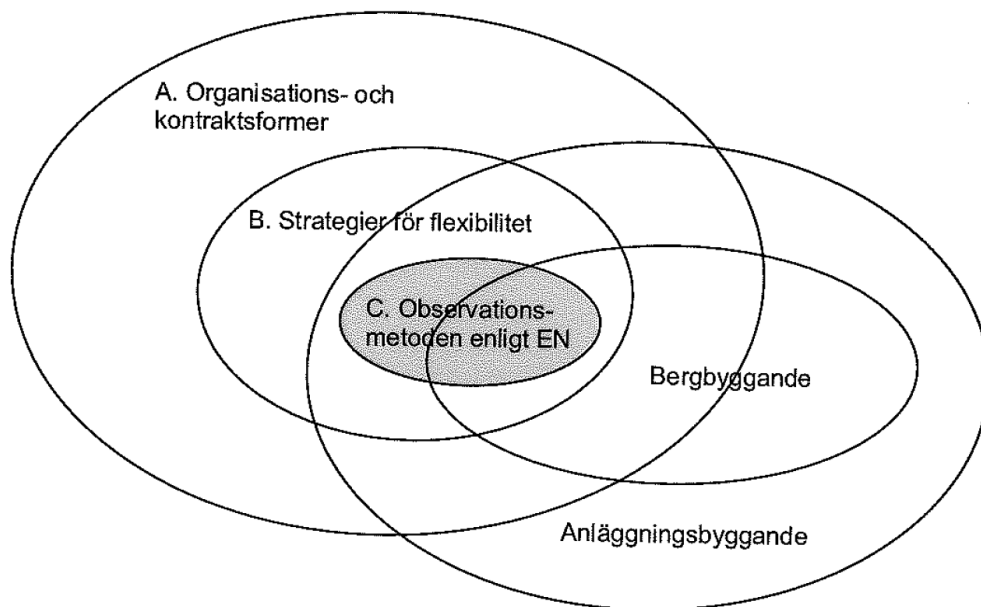 A. Organisations- och
kontraktsformer
B. Strategier för flexibilitet
C. Observations-
metoden enligt EN
Bergbyggande
Anläggningsbyggande